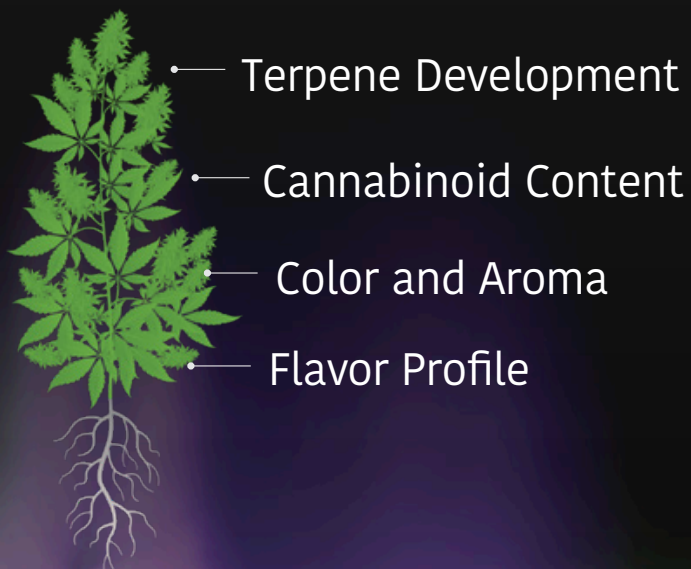 Terpene Development
Cannabinoid Content
Color and Aroma
Flavor Profile